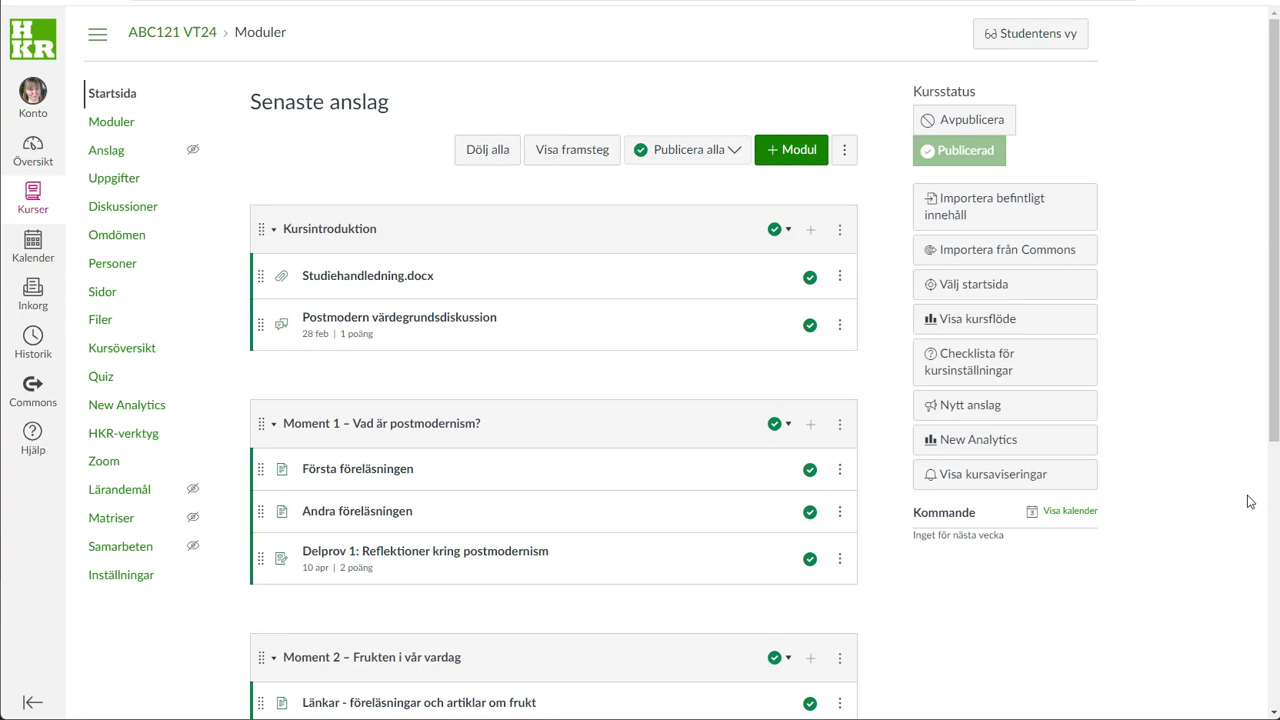 HKR
ABC121 VT24 › Moduler
Studentens vy
Konto
Översikt
Kurser
Kalender
Inkorg
Historik
Commons
Hjälp
Startsida
Moduler
Anslag
Uppgifter
Diskussioner
Omdömen
Personer
Sidor
Filer
Kursöversikt
Quiz
New Analytics
HKR-verktyg
Zoom
Lärandemål
Matriser
Samarbeten
Inställningar
Senaste anslag
Dölj alla
Visa framsteg
Publicera alla
+ Modul
Kursintroduktion
Studiehandledning.docx
Postmodern värdegrundsdiskussion
28 feb | 1 poäng
Moment 1 – Vad är postmodernism?
Första föreläsningen
Andra föreläsningen
Delprov 1: Reflektioner kring postmodernism
10 apr | 2 poäng
Moment 2 – Frukten i vår vardag
Länkar - föreläsningar och artiklar om frukt
Kursstatus
Avpublicera
Publicerad
Importera befintligt
innehåll
Importera från Commons
Välj startsida
Visa kursflöde
Checklista för
kursinställningar
Nytt anslag
New Analytics
Visa kursaviseringar
Kommande
3 Visa kalender
Inget för nästa vecka